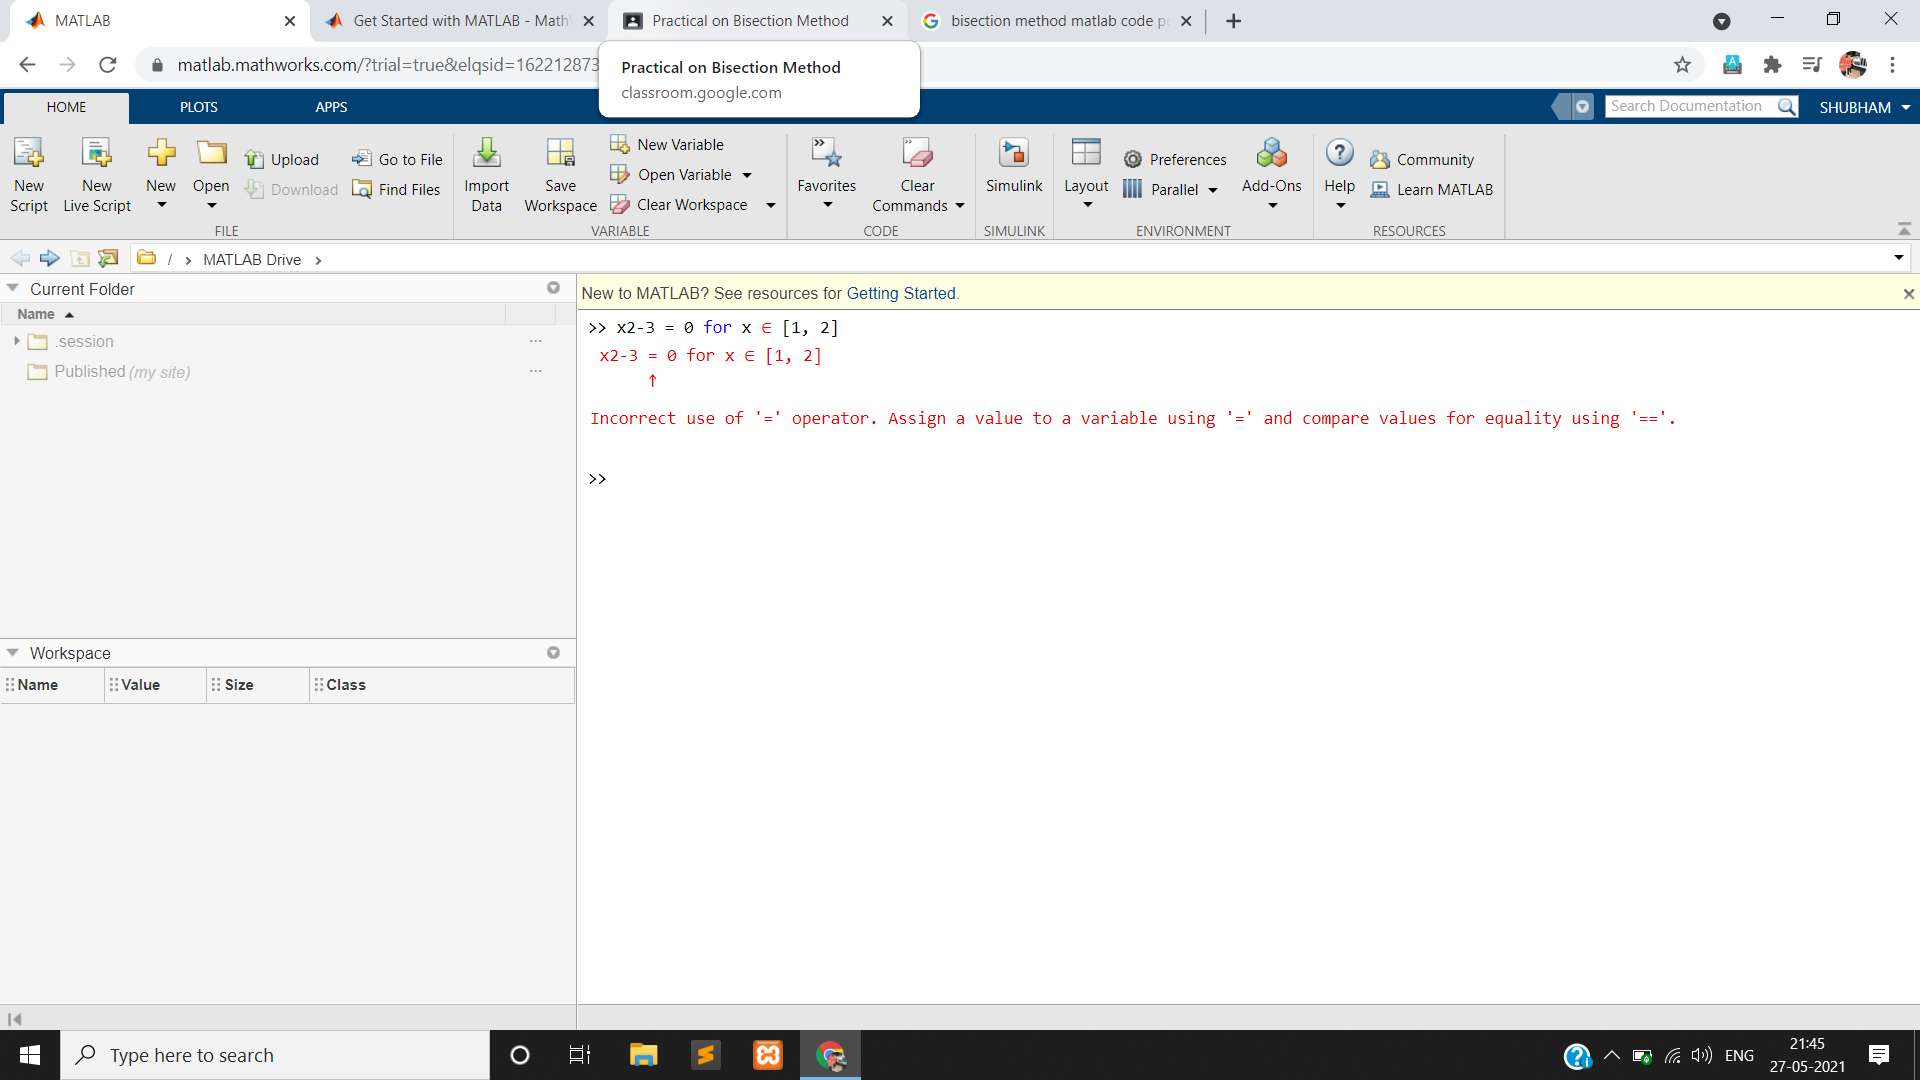 MATLAB
Get Started with MATLAB - Math
Practical on Bisection Method
bisection method matlab code
matlab.mathworks.com/?trial=true&elqsid=162212873
Practical on Bisection Method
classroom.google.com
HOME PLOTS APPS
Search Documentation
SHUBHAM
New Script
New Live Script
New
Open
Upload
Download
Go to File
Find Files
FILE
Import Data
Save Workspace
New Variable
Open Variable
Clear Workspace
VARIABLE
Favorites
Clear Commands
CODE
Simulink
SIMULINK
Layout
Preferences
Parallel
Add-Ons
ENVIRONMENT
Help
Community
Learn MATLAB
RESOURCES
/ > MATLAB Drive >
Current Folder
Name
.session
Published (my site)
New to MATLAB? See resources for Getting Started.
>> x2-3 = 0 for x ∈ [1, 2]
x2-3 = 0 for x ∈ [1, 2]
↑
Incorrect use of '=' operator. Assign a value to a variable using '=' and compare values for equality using '=='.
>>
Workspace
Name Value Size Class
Type here to search
ENG
21:45
27-05-2021